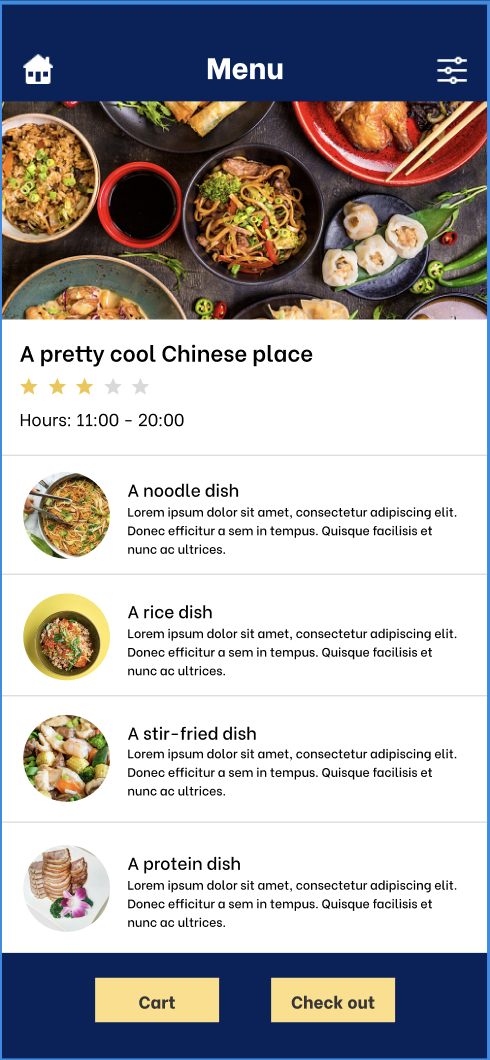 Menu
A pretty cool Chinese place
Hours: 11:00 - 20:00
A noodle dish
Lorem ipsum dolor sit amet, consectetur adipiscing elit.
Donec efficitur a sem in tempus. Quisque facilisis et
nunc ac ultrices.
A rice dish
Lorem ipsum dolor sit amet, consectetur adipiscing elit.
Donec efficitur a sem in tempus. Quisque facilisis et
nunc ac ultrices.
A stir-fried dish
Lorem ipsum dolor sit amet, consectetur adipiscing elit.
Donec efficitur a sem in tempus. Quisque facilisis et
nunc ac ultrices.
A protein dish
Lorem ipsum dolor sit amet, consectetur adipiscing elit.
Donec efficitur a sem in tempus. Quisque facilisis et
nunc ac ultrices.
Cart
Check out